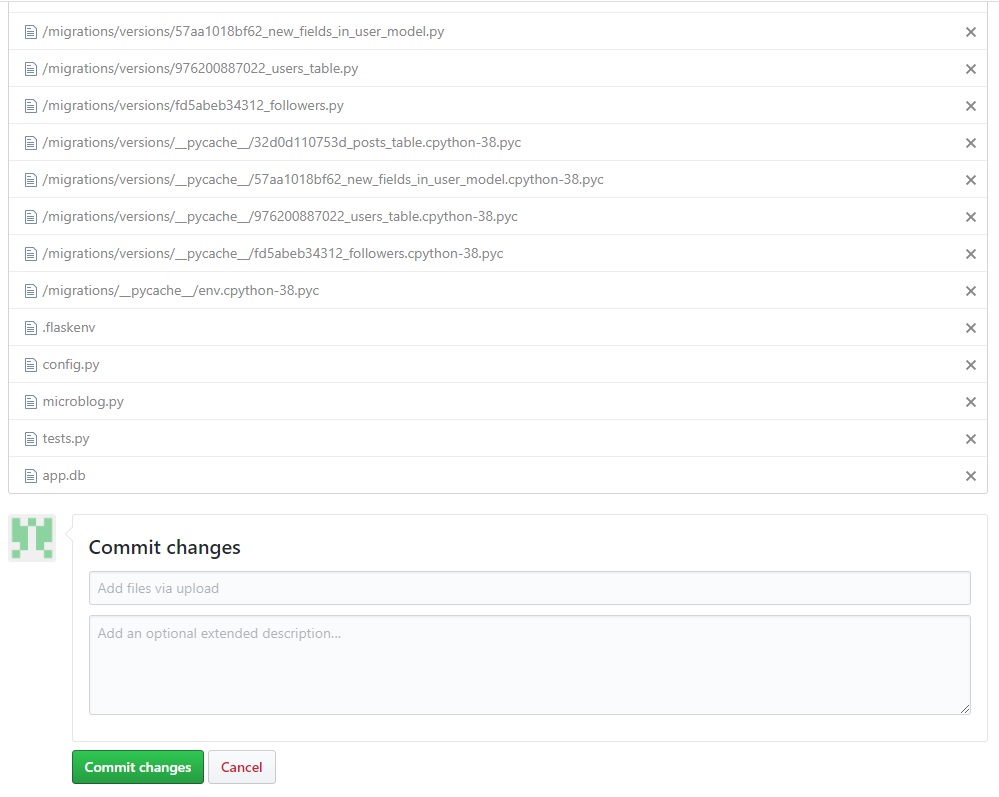 /migrations/versions/57aa1018bf62_new_fields_in_user_model.py
/migrations/versions/976200887022_users_table.py
/migrations/versions/fd5abeb34312_followers.py
/migrations/versions/__pycache__/32d0d110753d_posts_table.cpython-38.pyc
/migrations/versions/__pycache__/57aa1018bf62_new_fields_in_user_model.cpython-38.pyc
/migrations/versions/__pycache__/976200887022_users_table.cpython-38.pyc
/migrations/versions/__pycache__/fd5abeb34312_followers.cpython-38.pyc
/migrations/__pycache__/env.cpython-38.pyc
.flaskenv
config.py
microblog.py
tests.py
app.db
Commit changes
Add files via upload
Add an optional extended description...
Commit changes Cancel